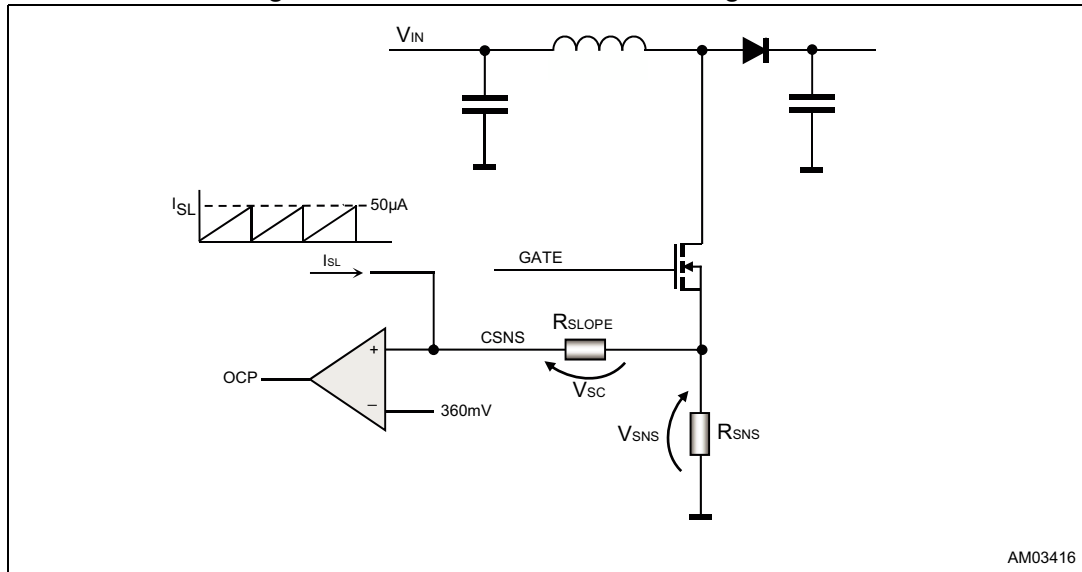 VIN
ISL
50µA
ISL
GATE
RSLOPE
CSNS
+
OCP
VSC
−
360mV
VSNS
RSNS
AM03416